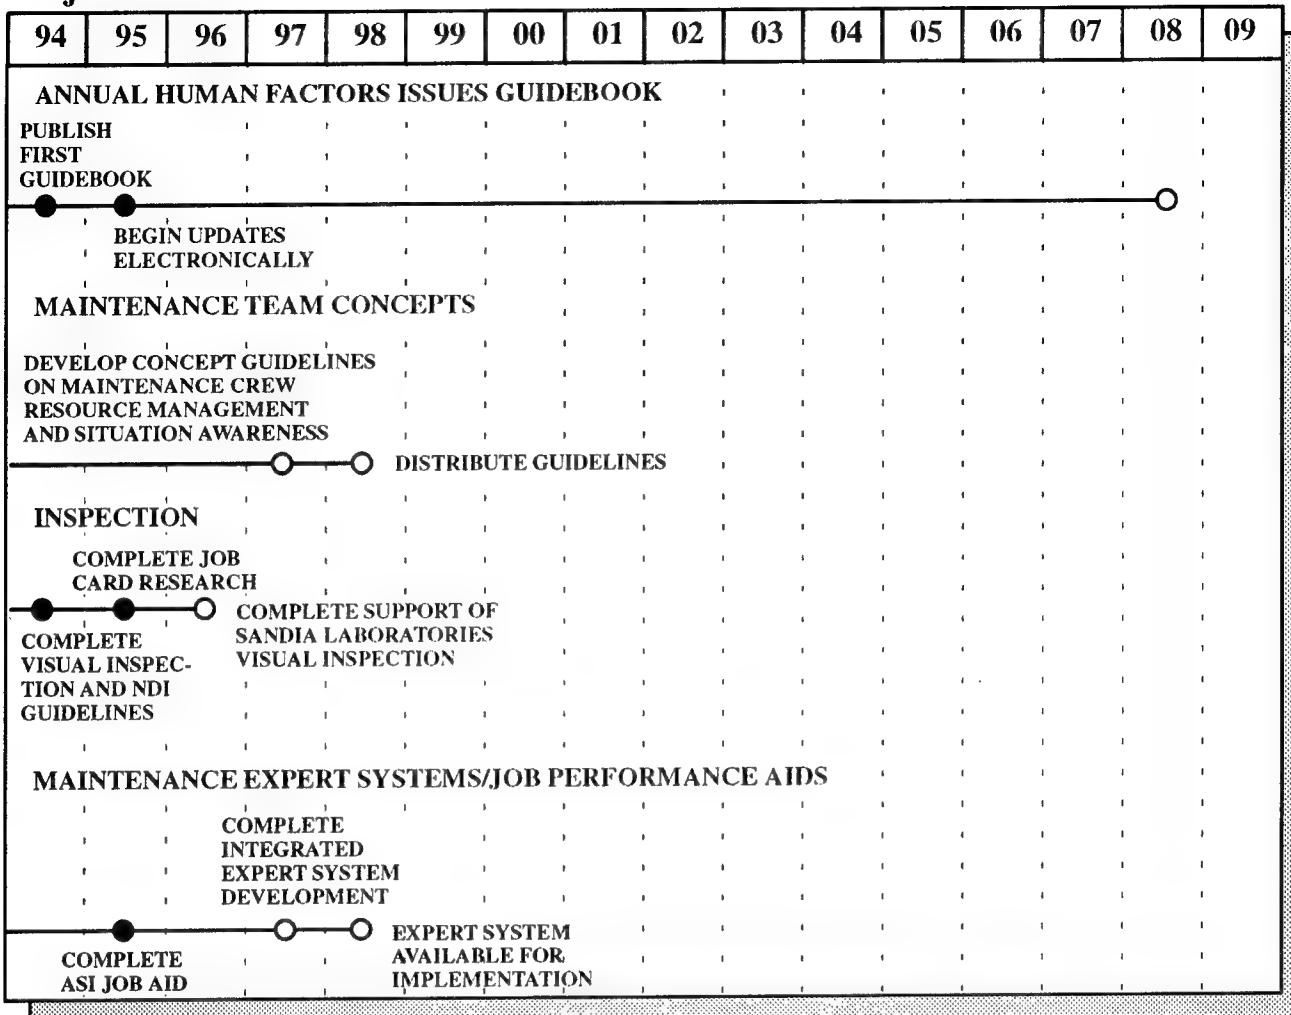 94 95 96 97 98 99 00 01 02 03 04 05 06 07 08 09
ANNUAL HUMAN FACTORS ISSUES GUIDEBOOK
PUBLISH
FIRST
GUIDEBOOK
BEGIN UPDATES
ELECTRONICALLY
MAINTENANCE TEAM CONCEPTS
DEVELOP CONCEPT GUIDELINES
ON MAINTENANCE CREW
RESOURCE MANAGEMENT
AND SITUATION AWARENESS
DISTRIBUTE GUIDELINES
INSPECTION
COMPLETE JOB
CARD RESEARCH
COMPLETE SUPPORT OF
SANDIA LABORATORIES
VISUAL INSPECTION
COMPLETE
VISUAL INSPEC-
TION AND NDI
GUIDELINES
MAINTENANCE EXPERT SYSTEMS/JOB PERFORMANCE AIDS
COMPLETE
INTEGRATED
EXPERT SYSTEM
DEVELOPMENT
EXPERT SYSTEM
AVAILABLE FOR
IMPLEMENTATION
COMPLETE
ASI JOB AID